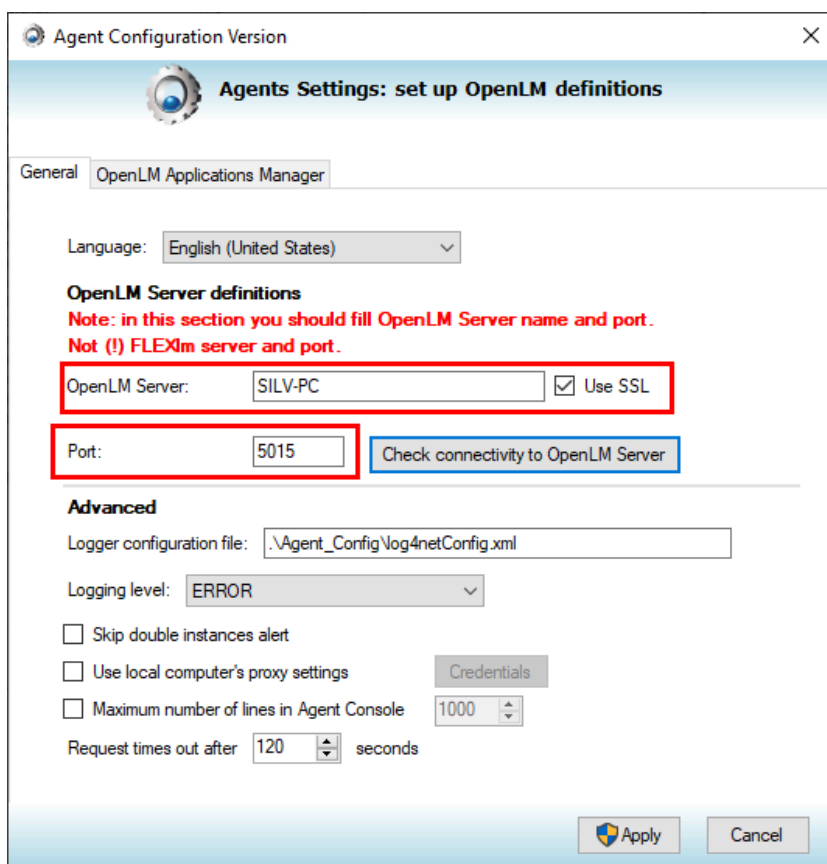 Agent Configuration Version
Agents Settings: set up OpenLM definitions
General OpenLM Applications Manager
Language: English (United States)
OpenLM Server definitions
Note: in this section you should fill OpenLM Server name and port.
Not (!) FLEXlm server and port.
OpenLM Server: SILV-PC Use SSL
Port: 5015 Check connectivity to OpenLM Server
Advanced
Logger configuration file: .\Agent_Config\log4netConfig.xml
Logging level: ERROR
Skip double instances alert
Use local computer's proxy settings Credentials
Maximum number of lines in Agent Console 1000
Request times out after 120 seconds
Apply Cancel